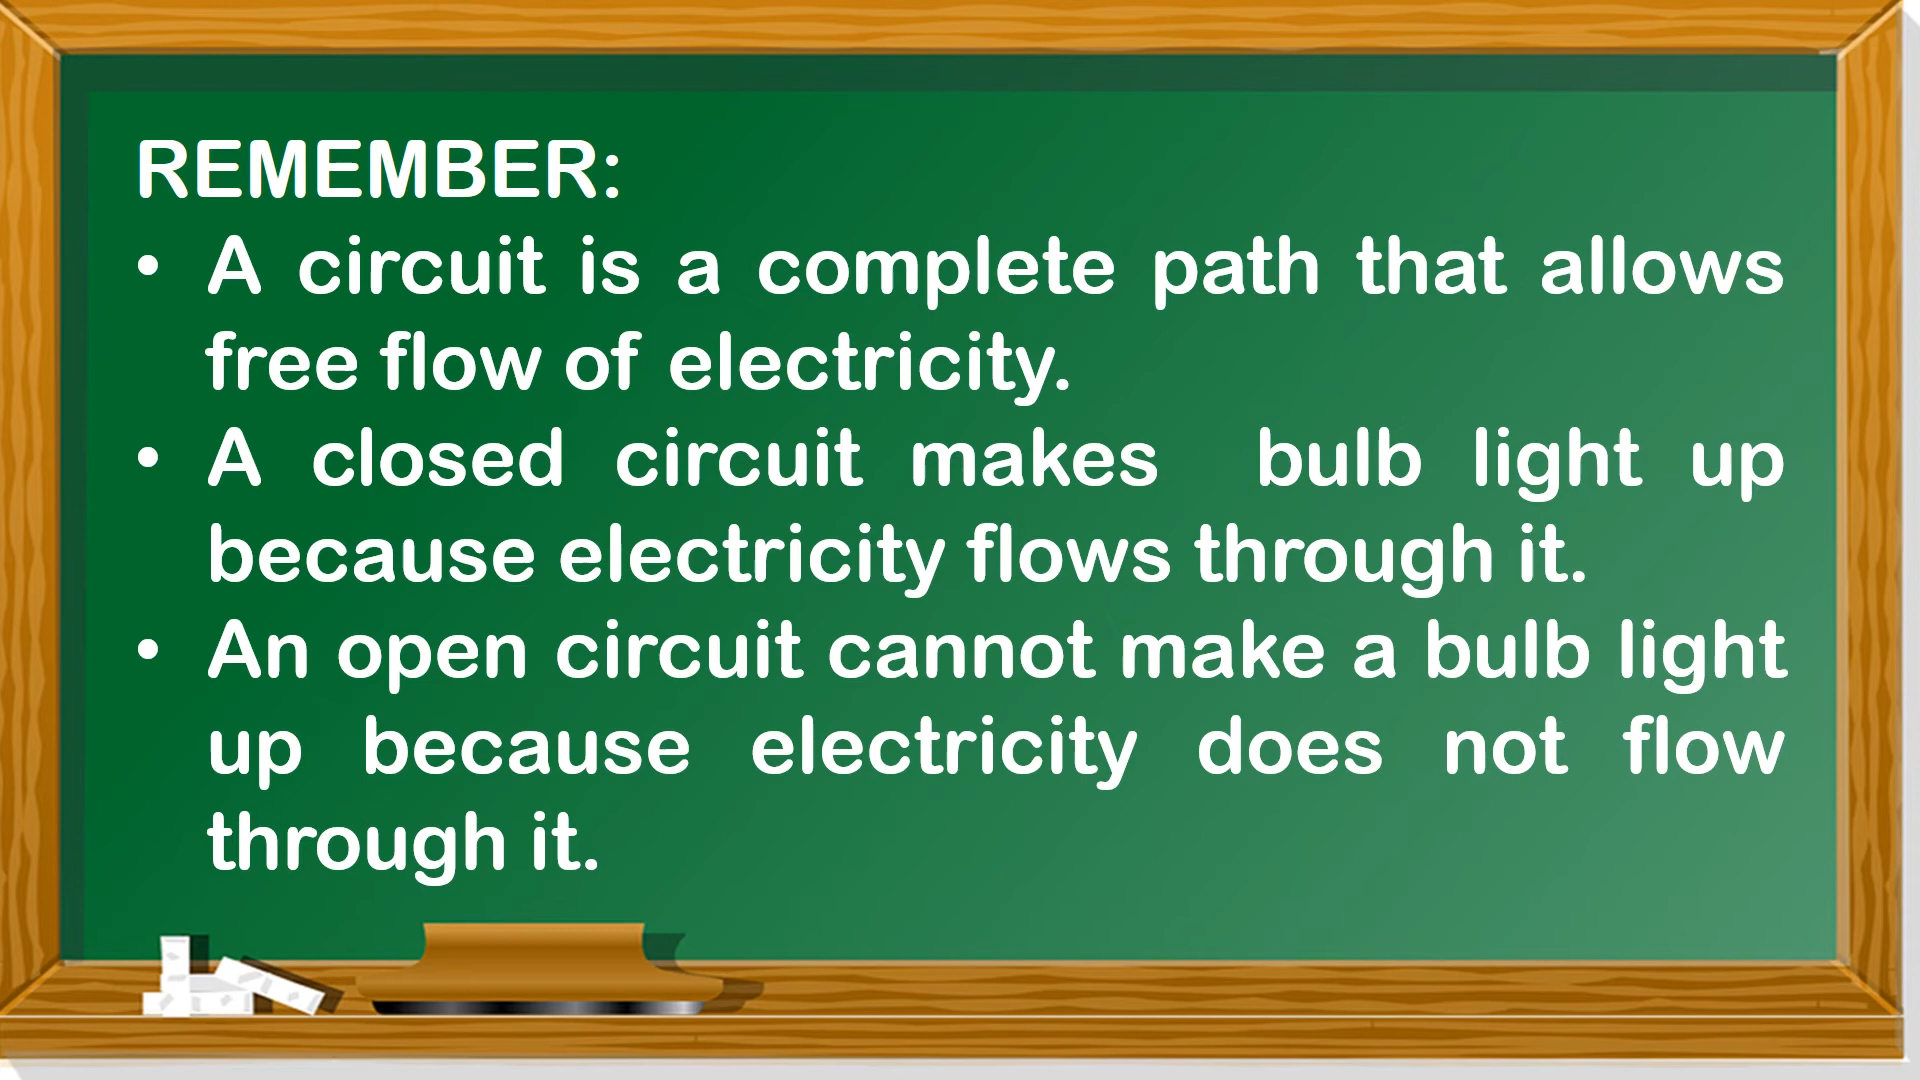 REMEMBER:
• A circuit is a complete path that allows
free flow of electricity.
• A closed circuit makes bulb light up
because electricity flows through it.
• An open circuit cannot make a bulb light
up because electricity does not flow
through it.